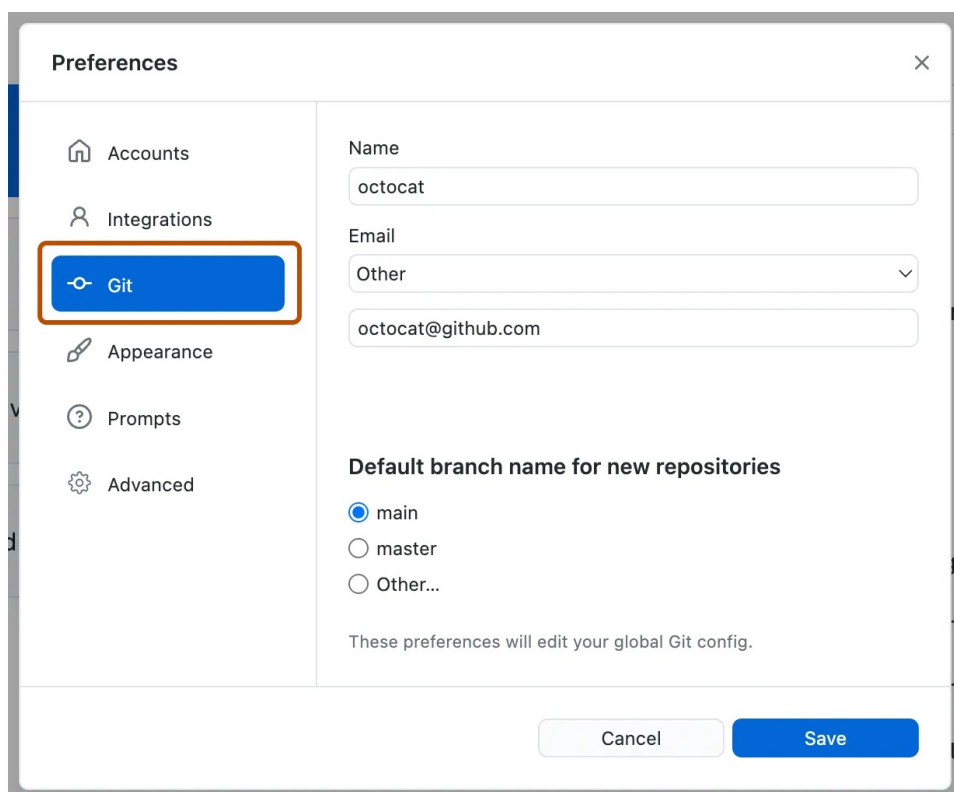 Preferences
Accounts
Integrations
Git
Appearance
Prompts
Advanced
Name
octocat
Email
Other
octocat@github.com
Default branch name for new repositories
main
master
Other...
These preferences will edit your global Git config.
Cancel
Save